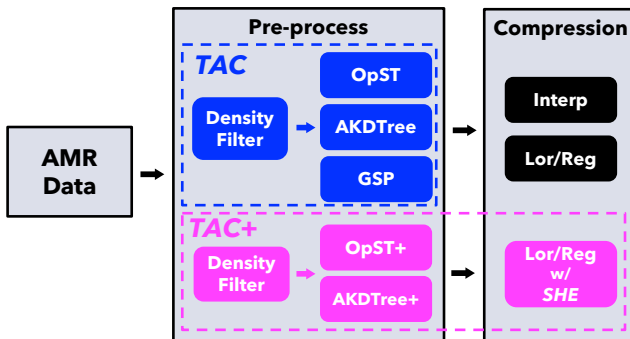 Pre-process
Compression
TAC
OpST
Density
Filter
AKDTree
GSP
Interp
Lor/Reg
AMR
Data
TAC+
OpST+
Density
Filter
AKDTree+
Lor/Reg
w/
SHE